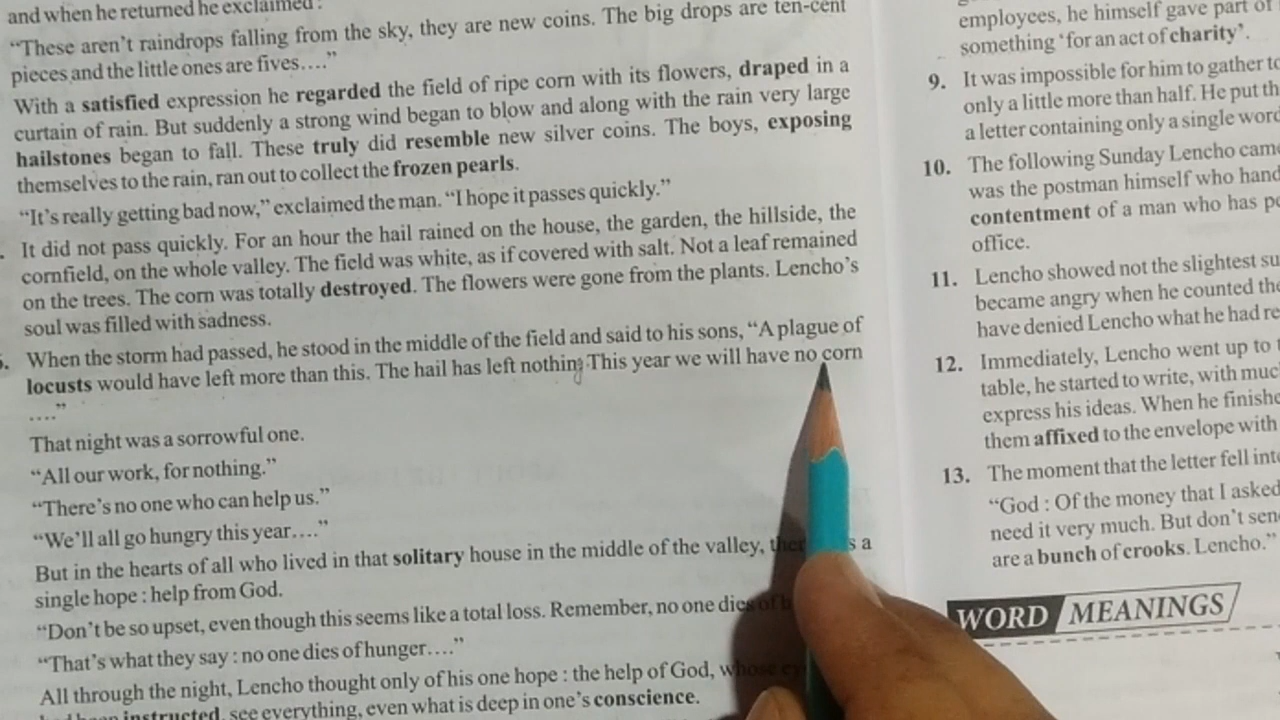 and when he returned he exclaimed :
“These aren’t raindrops falling from the sky, they are new coins. The big drops are ten-cent
pieces and the little ones are fives....”
With a satisfied expression he regarded the field of ripe corn with its flowers, draped in a
curtain of rain. But suddenly a strong wind began to blow and along with the rain very large
hailstones began to fall. These truly did resemble new silver coins. The boys, exposing
themselves to the rain, ran out to collect the frozen pearls.
“It’s really getting bad now,” exclaimed the man. “I hope it passes quickly.”
It did not pass quickly. For an hour the hail rained on the house, the garden, the hillside, the
cornfield, on the whole valley. The field was white, as if covered with salt. Not a leaf remained
on the trees. The corn was totally destroyed. The flowers were gone from the plants. Lencho’s
soul was filled with sadness.
When the storm had passed, he stood in the middle of the field and said to his sons, “A plague of
locusts would have left more than this. The hail has left nothing. This year we will have no corn
....”
That night was a sorrowful one.
“All our work, for nothing.”
“There’s no one who can help us.”
“We’ll all go hungry this year....”
But in the hearts of all who lived in that solitary house in the middle of the valley, a
single hope : help from God.
“Don’t be so upset, even though this seems like a total loss. Remember, no one dies of
“That’s what they say : no one dies of hunger....”
All through the night, Lencho thought only of his one hope : the help of God, whose
instructed, see everything, even what is deep in one’s conscience.
employees, he himself gave part of
something ‘for an act of charity’.
9. It was impossible for him to gather
only a little more than half. He put
a letter containing only a single
10. The following Sunday Lencho
was the postman himself who
contentment of a man who has
office.
11. Lencho showed not the slightest
became angry when he counted
have denied Lencho what he had
12. Immediately, Lencho went up to
table, he started to write, with
express his ideas. When he
them affixed to the envelope with
13. The moment that the letter fell
“God : Of the money that I asked
need it very much. But don’t
are a bunch of crooks. Lencho.”
WORD MEANINGS